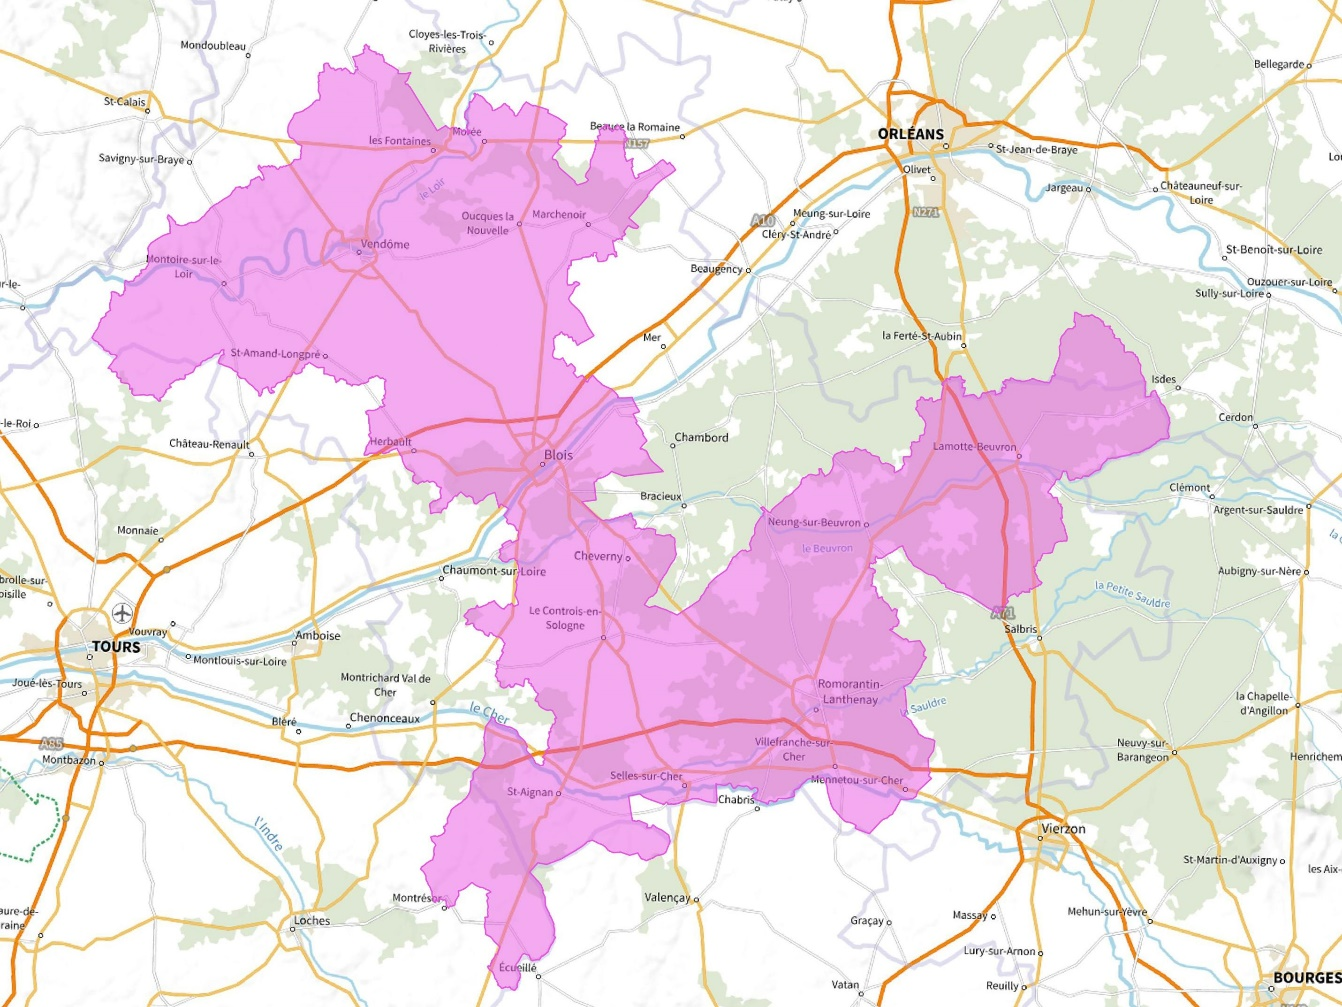 Cloyes-les-Trois-
Rivières
Mondoubleau
Bellegarde
St-Calais
les Fontaines
Morée
Beauce la Romaine
N157
ORLÉANS
St-Jean-de-Braye
Savigny-sur-Braye
Olivet
Jargeau
Châteauneuf-sur-
Loire
le Loir
Oucques la
Nouvelle
Marchenoir
A10
Meung-sur-Loire
Cléry-St-André
N271
Vendôme
St-Benoît-sur-Loire
Montoire-sur-le-
Loir
Beaugency
Ouzouer-sur-Loire
Sully-sur-Loire
Mer
la Ferté-St-Aubin
St-Amand-Longpré
Isdes
-le-Roi
Cerdon
Château-Renault
Herbault
Blois
Chambord
Lamotte-Beuvron
Bracieux
Clémont
Argent-sur-Sauldre
Monnaie
Neung-sur-Beuvron
le Beuvron
Cheverny
Chaumont-sur-Loire
Aubigny-sur-Nère
la Petite Sauldre
Le Controis-en-
Sologne
A71
Salbris
TOURS
Vouvray
Amboise
Montlouis-sur-Loire
Joué-lès-Tours
Montrichard Val de
Cher
Romorantin-
Lanthenay
la Sauldre
la Chapelle-
d'Angillon
le Cher
Bléré
Chenonceaux
A85
Montbazon
Villefranche-sur-
Cher
Neuvy-sur-
Barangeon
Henrichem
Selles-sur-Cher
Mennetou-sur-Cher
St-Aignan
Chabris
l'Indre
Vierzon
St-Martin-d'Auxigny
les Aix-
Montrésor
Valençay
Loches
Graçay
Massay
Mehun-sur-Yèvre
Lury-sur-Arnon
Écueillé
Vatan
Reuilly
BOURGES